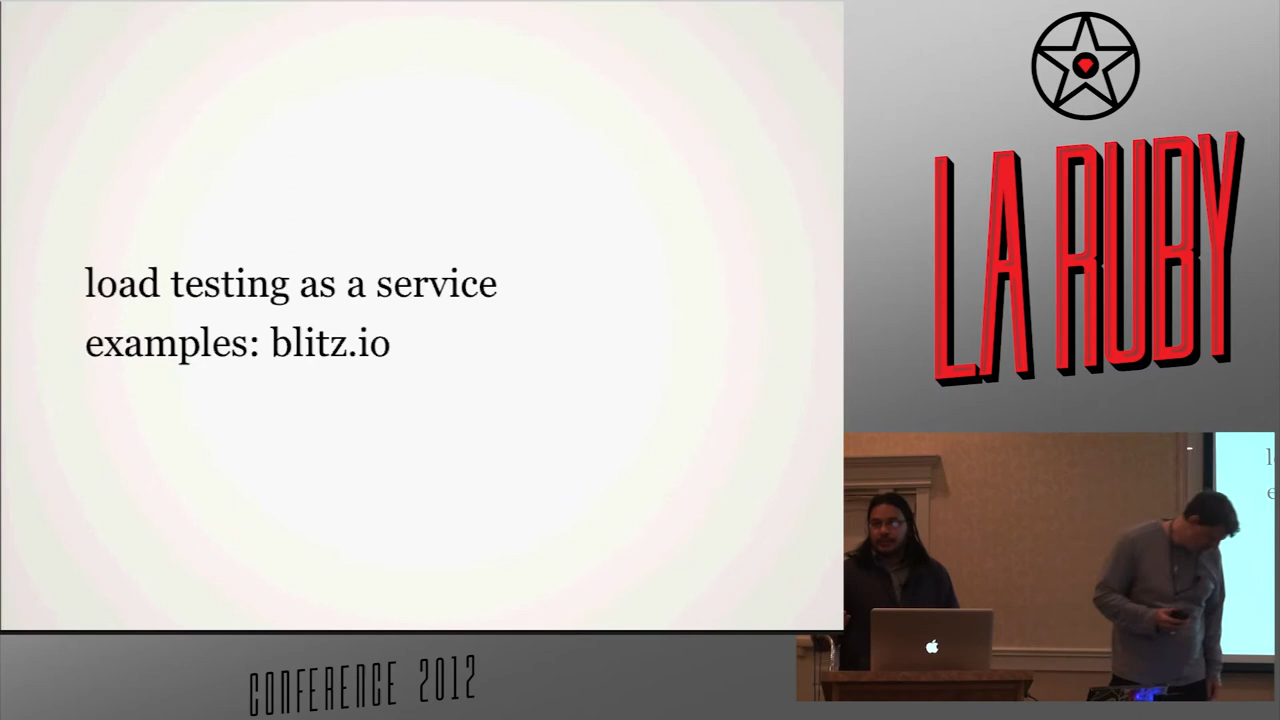 load testing as a service
examples: blitz.io
LA RUBY
CONFERENCE 2012